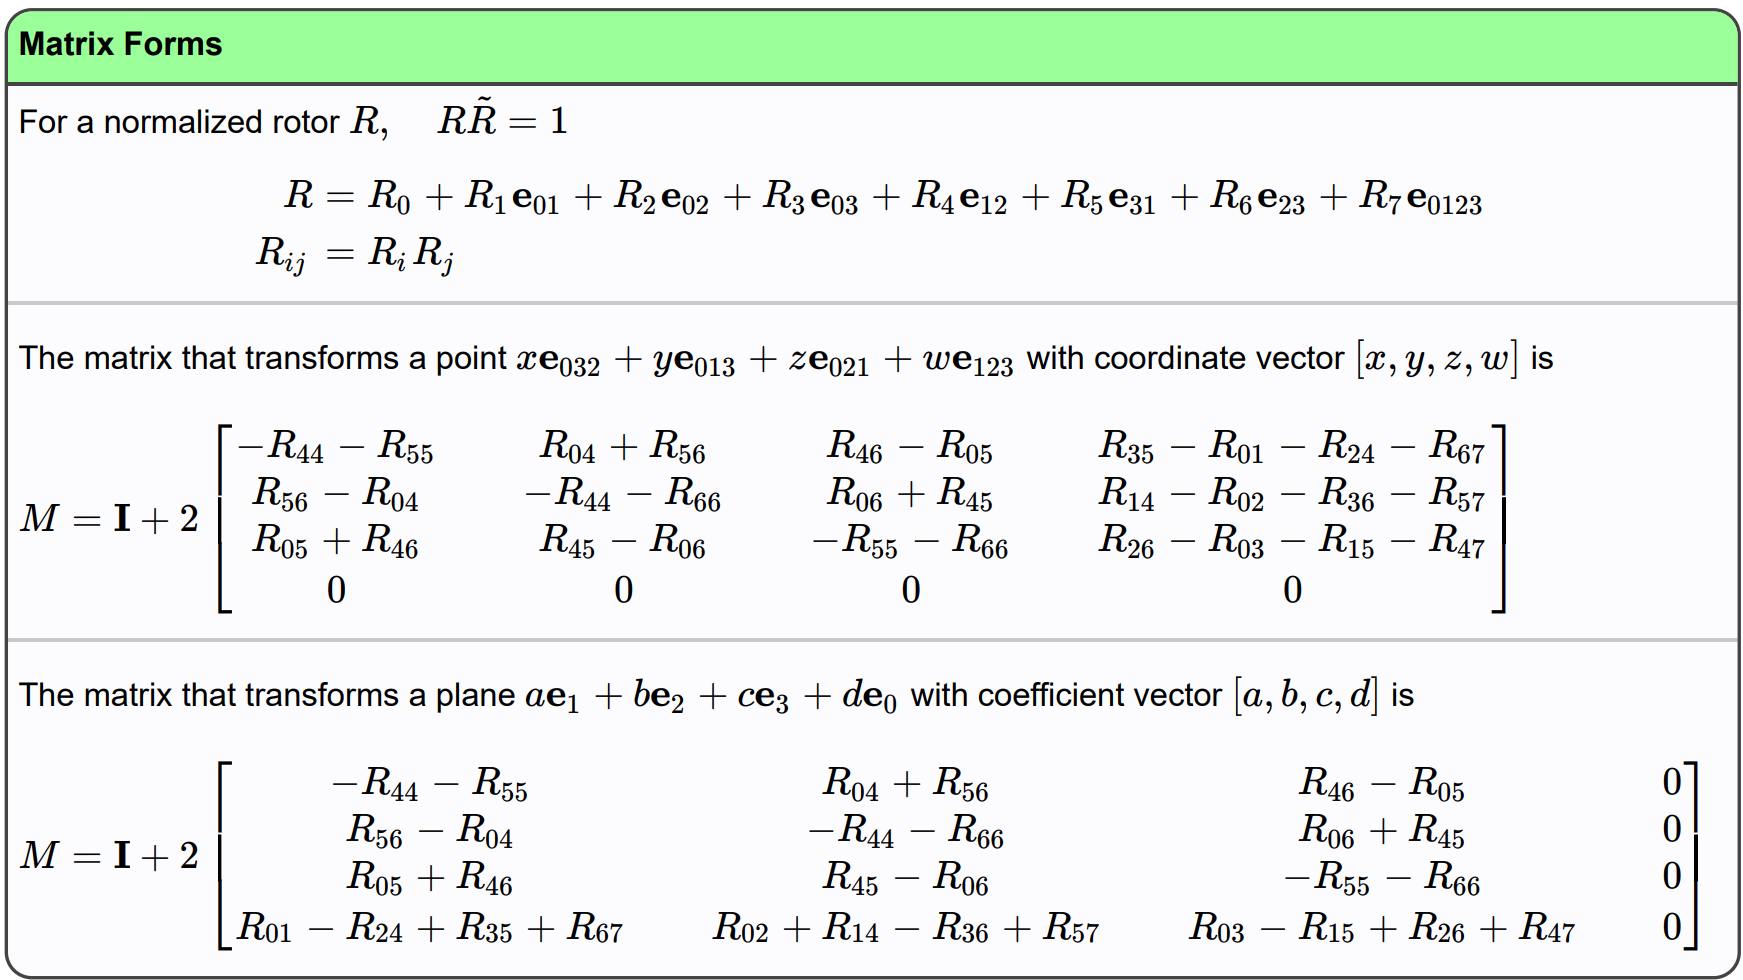 Matrix Forms
For a normalized rotor R, RR̃ = 1
R = R₀ + R₁e₀₁ + R₂e₀₂ + R₃e₀₃ + R₄e₁₂ + R₅e₃₁ + R₆e₂₃ + R₇e₀₁₂₃
Rᵢⱼ = RᵢRⱼ
The matrix that transforms a point xe₀₃₂ + ye₀₁₃ + ze₀₂₁ + we₁₂₃ with coordinate vector [x, y, z, w] is
−R₄₄ − R₅₅ R₀₄ + R₅₆ R₄₆ − R₀₅ R₃₅ − R₀₁ − R₂₄ − R₆₇
R₅₆ − R₀₄ −R₄₄ − R₆₆ R₀₆ + R₄₅ R₁₄ − R₀₂ − R₃₆ − R₅₇
M = I + 2
R₀₅ + R₄₆ R₄₅ − R₀₆ −R₅₅ − R₆₆ R₂₆ − R₀₃ − R₁₅ − R₄₇
0 0 0 0
The matrix that transforms a plane ae₁ + be₂ + ce₃ + de₀ with coefficient vector [a, b, c, d] is
−R₄₄ − R₅₅ R₀₄ + R₅₆ R₄₆ − R₀₅ 0
R₅₆ − R₀₄ −R₄₄ − R₆₆ R₀₆ + R₄₅ 0
M = I + 2
R₀₅ + R₄₆ R₄₅ − R₀₆ −R₅₅ − R₆₆ 0
R₀₁ − R₂₄ + R₃₅ + R₆₇ R₀₂ + R₁₄ − R₃₆ + R₅₇ R₀₃ − R₁₅ + R₂₆ + R₄₇ 0